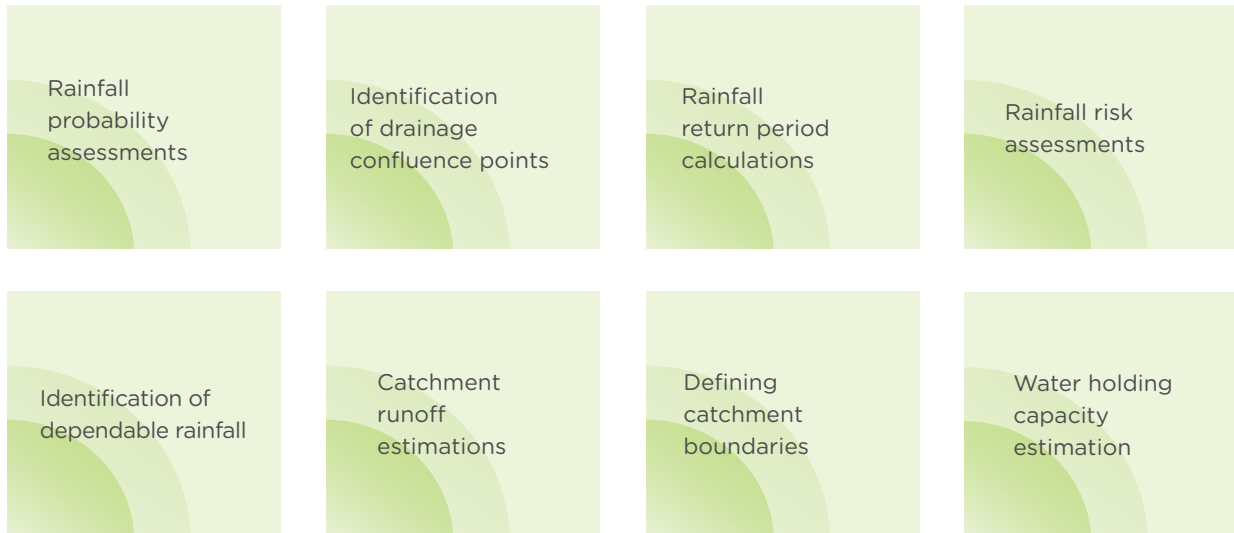 Rainfall
probability
assessments
Identification
of drainage
confluence points
Rainfall
return period
calculations
Rainfall risk
assessments
Identification of
dependable rainfall
Catchment
runoff
estimations
Defining
catchment
boundaries
Water holding
capacity
estimation